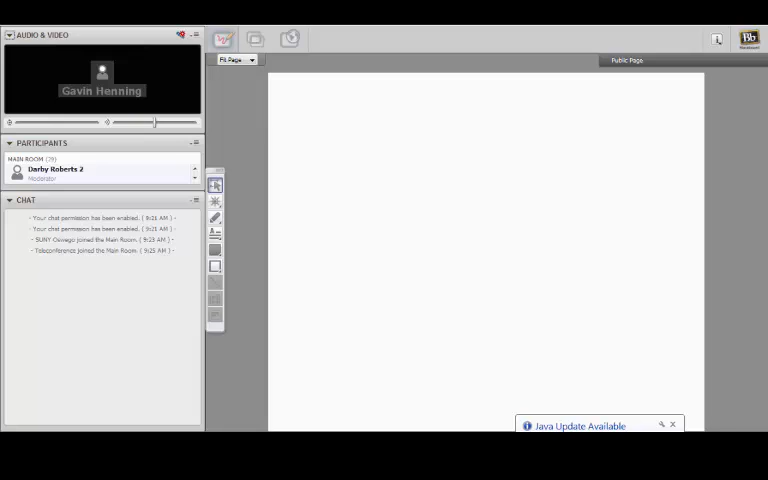 AUDIO & VIDEO
Gavin Henning
PARTICIPANTS
MAIN ROOM (29)
Darby Roberts 2
Moderator
CHAT
- Your chat permission has been enabled. ( 9:21 AM ) -
- Your chat permission has been enabled. ( 9:21 AM ) -
- SUNY Oswego joined the Main Room. ( 9:23 AM ) -
- Teleconference joined the Main Room. ( 9:25 AM ) -
Fit Page
Public Page
Bb
Java Update Available